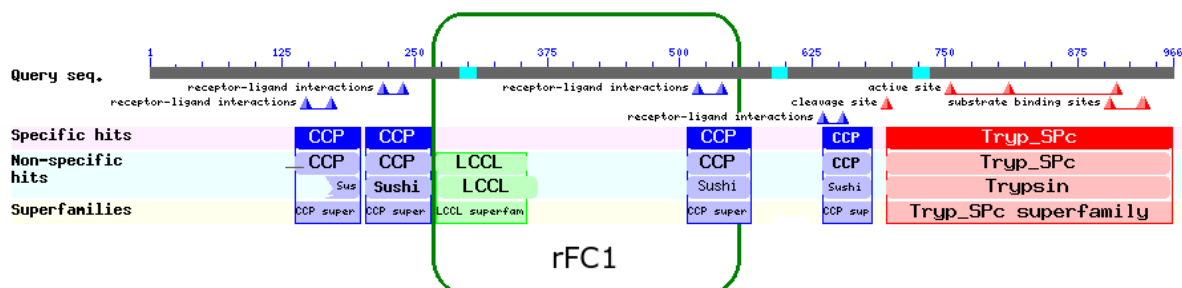 1 125 250 375 500 625 750 875 966
Query seq.
receptor-ligand interactions receptor-ligand interactions active site
receptor-ligand interactions cleavage site substrate binding sites
receptor-ligand interactions
Specific hits CCP CCP CCP CCP Tryp_SPc
Non-specific hits CCP CCP LCCL CCP CCP Tryp_SPc
Sus Sushi LCCL Sushi Sushi Trypsin
Superfamilies CCP super CCP super LCCL superfam CCP super CCP sup Tryp_SPc superfamily
rFC1